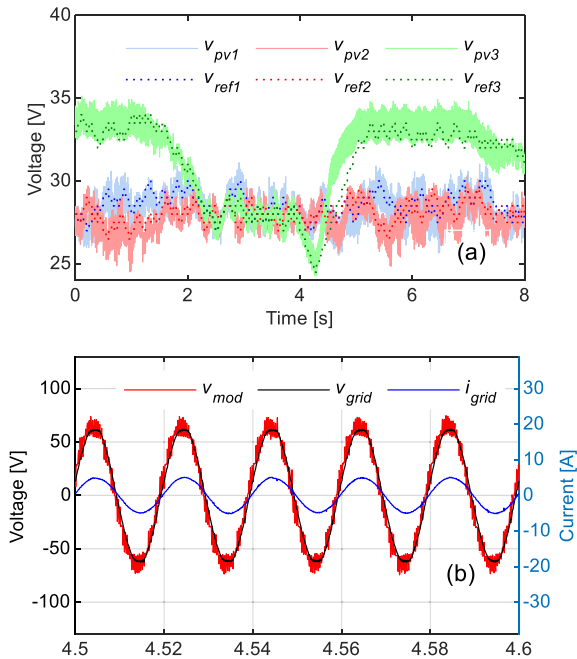 40
35
30
25
Voltage [V]
v_pv1 v_pv2 v_pv3
v_ref1 v_ref2 v_ref3
(a)
0 2 4 6 8
Time [s]
100
50
0
-50
-100
Voltage [V]
v_mod v_grid i_grid
30
20
10
0
-10
-20
-30
Current [A]
(b)
4.5 4.52 4.54 4.56 4.58 4.6